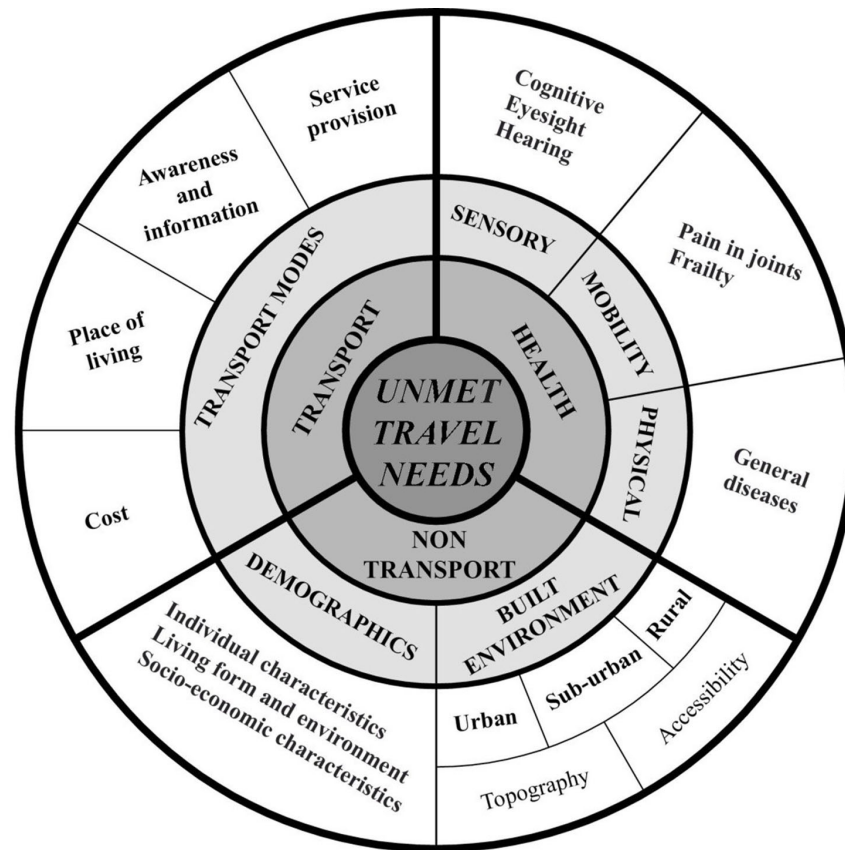 UNMET
TRAVEL
NEEDS
TRANSPORT
HEALTH
NON
TRANSPORT
TRANSPORT MODES
SENSORY
MOBILITY
PHYSICAL
BUILT
ENVIRONMENT
DEMOGRAPHICS
Service
provision
Awareness
and
information
Place of
living
Cost
Cognitive
Eyesight
Hearing
Pain in joints
Frailty
General
diseases
Rural
Sub-urban
Urban
Accessibility
Topography
Individual characteristics
Living form and environment
Socio-economic characteristics